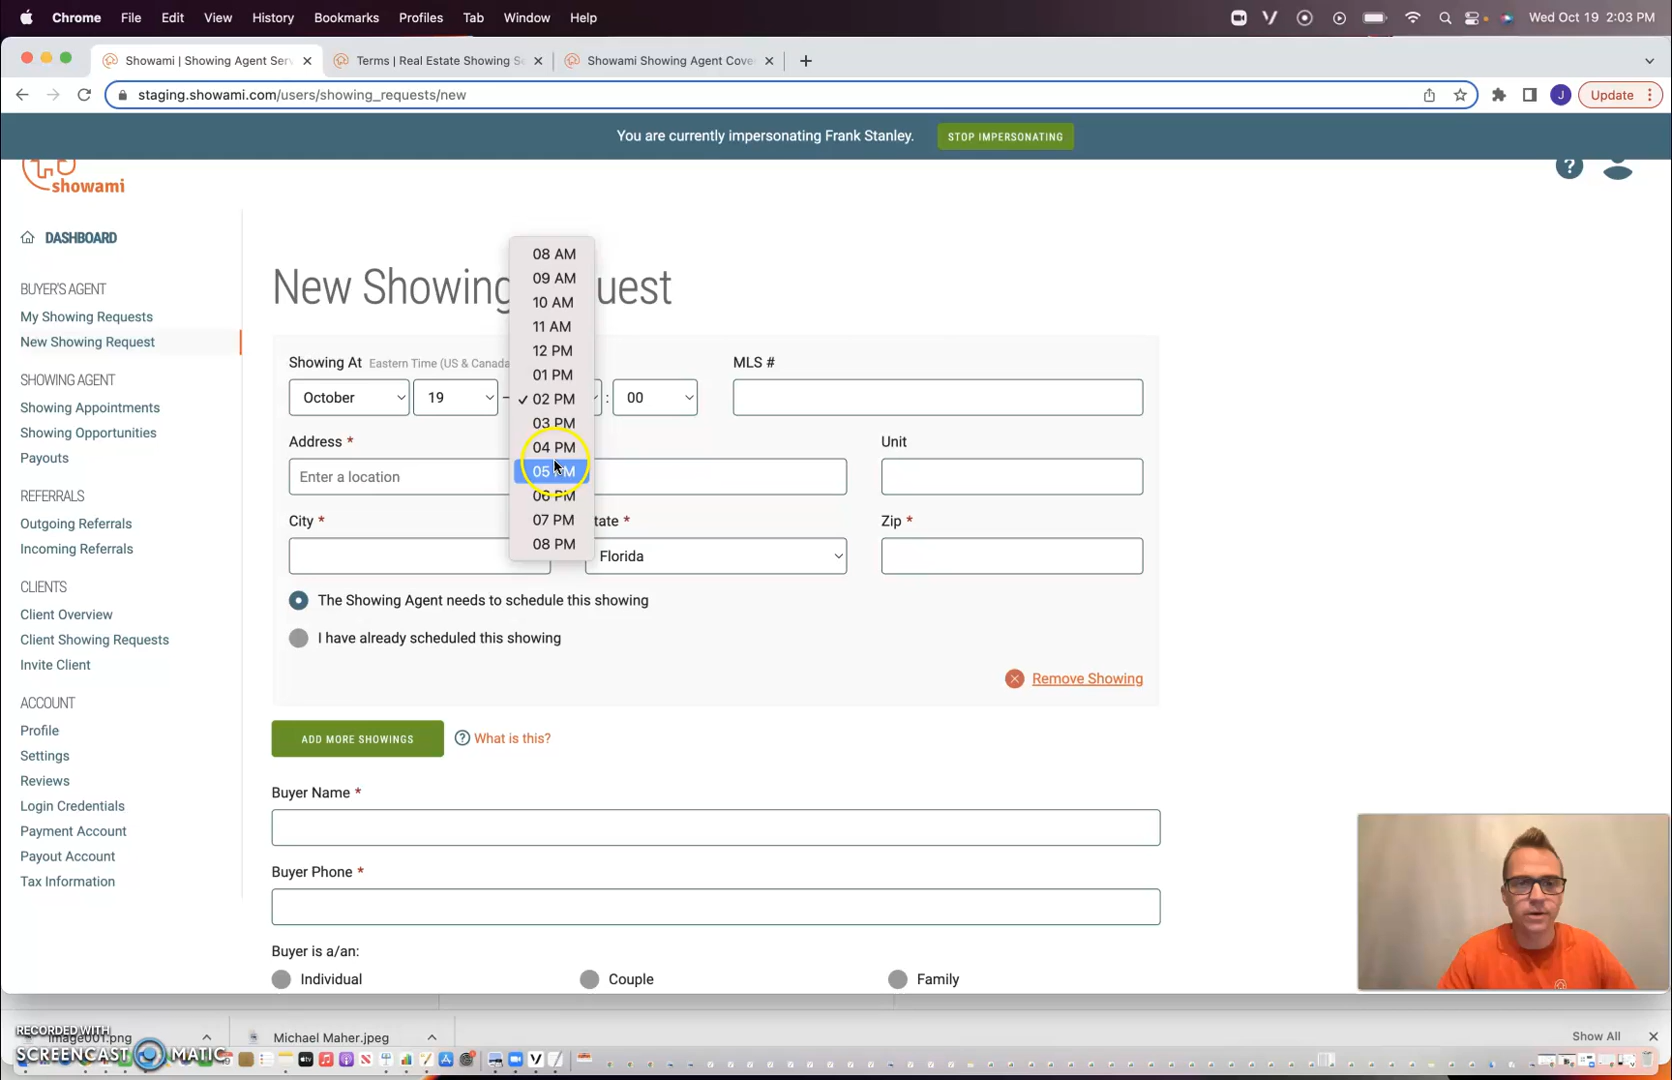 Chrome File Edit View History Bookmarks Profiles Tab Window Help Wed Oct 19 2:03 PM
Showami | Showing Agent Ser Terms | Real Estate Showing Se Showami Showing Agent Cove
staging.showami.com/users/showing_requests/new Update
You are currently impersonating Frank Stanley. STOP IMPERSONATING
showami
DASHBOARD
BUYER'S AGENT
My Showing Requests
New Showing Request
SHOWING AGENT
Showing Appointments
Showing Opportunities
Payouts
REFERRALS
Outgoing Referrals
Incoming Referrals
CLIENTS
Client Overview
Client Showing Requests
Invite Client
ACCOUNT
Profile
Settings
Reviews
Login Credentials
Payment Account
Payout Account
Tax Information
New Showing uest
Showing At Eastern Time (US & Canada MLS #
October 19 – : 00
08 AM
09 AM
10 AM
11 AM
12 PM
01 PM
✓ 02 PM
03 PM
04 PM
05 PM
06 PM
07 PM
08 PM
Address * Unit
Enter a location
City * tate * Zip *
Florida
The Showing Agent needs to schedule this showing
I have already scheduled this showing
Remove Showing
ADD MORE SHOWINGS What is this?
Buyer Name *
Buyer Phone *
Buyer is a/an:
Individual Couple Family
RECORDED WITH
SCREENCAST MATIC
image001.png Michael Maher.jpeg Show All